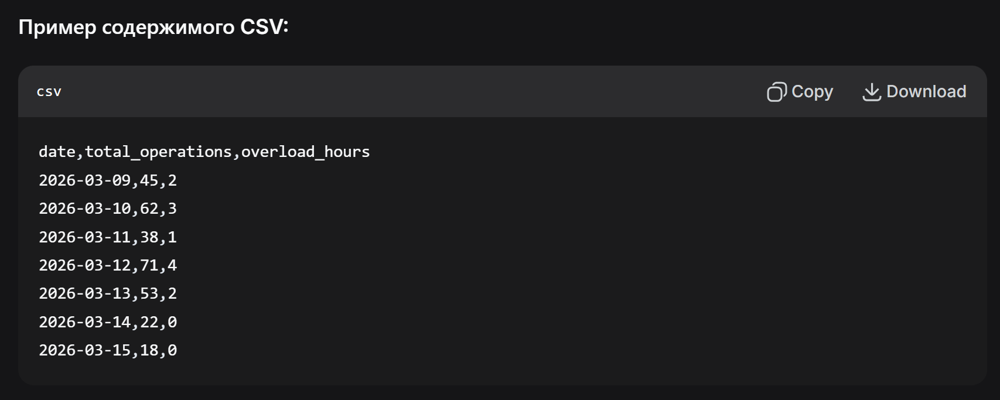 Пример содержимого CSV:
csv
Copy
Download
date,total_operations,overload_hours
2026-03-09,45,2
2026-03-10,62,3
2026-03-11,38,1
2026-03-12,71,4
2026-03-13,53,2
2026-03-14,22,0
2026-03-15,18,0